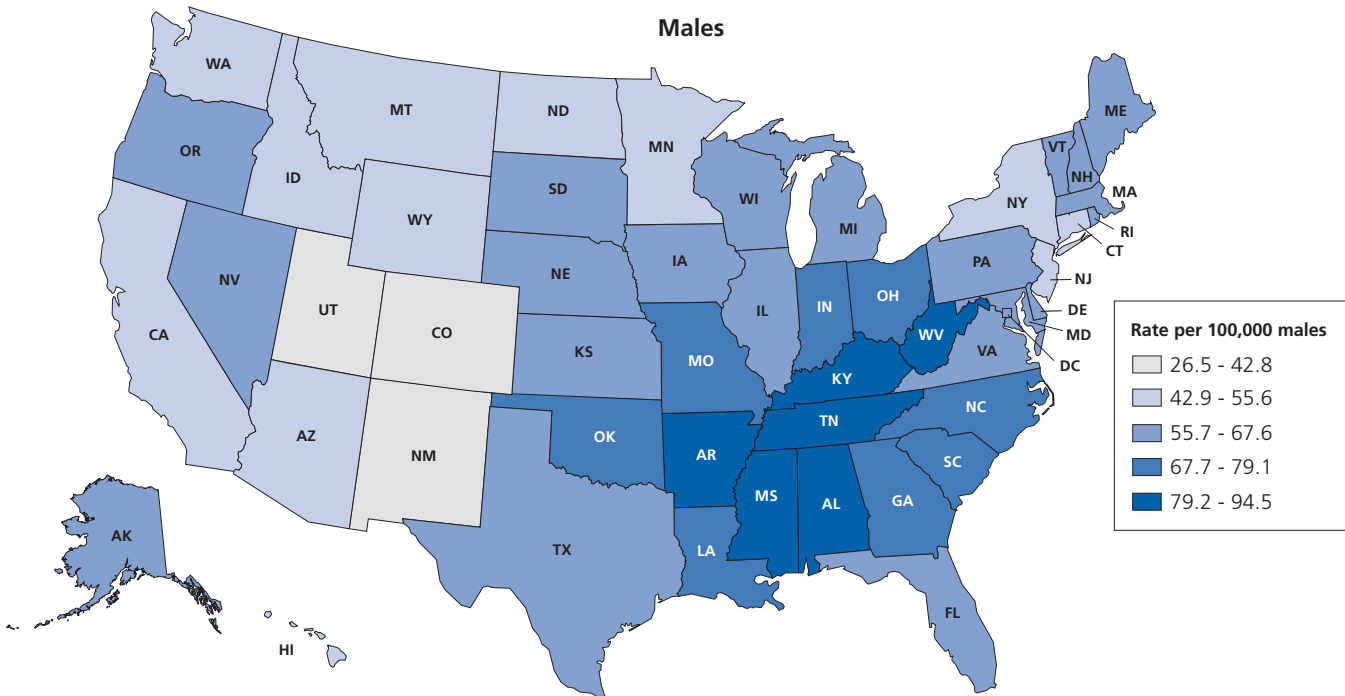 Males
WA
MT
ND
MN
ME
OR
ID
SD
WI
VT
NH
MA
NY
WY
MI
RI
CT
IA
PA
NE
NJ
NV
OH
IN
IL
DE
UT
CO
WV
MD
CA
KS
MO
VA
DC
KY
NC
TN
AZ
OK
NM
AR
SC
MS
AL
GA
AK
TX
LA
FL
HI
Rate per 100,000 males
26.5 - 42.8
42.9 - 55.6
55.7 - 67.6
67.7 - 79.1
79.2 - 94.5